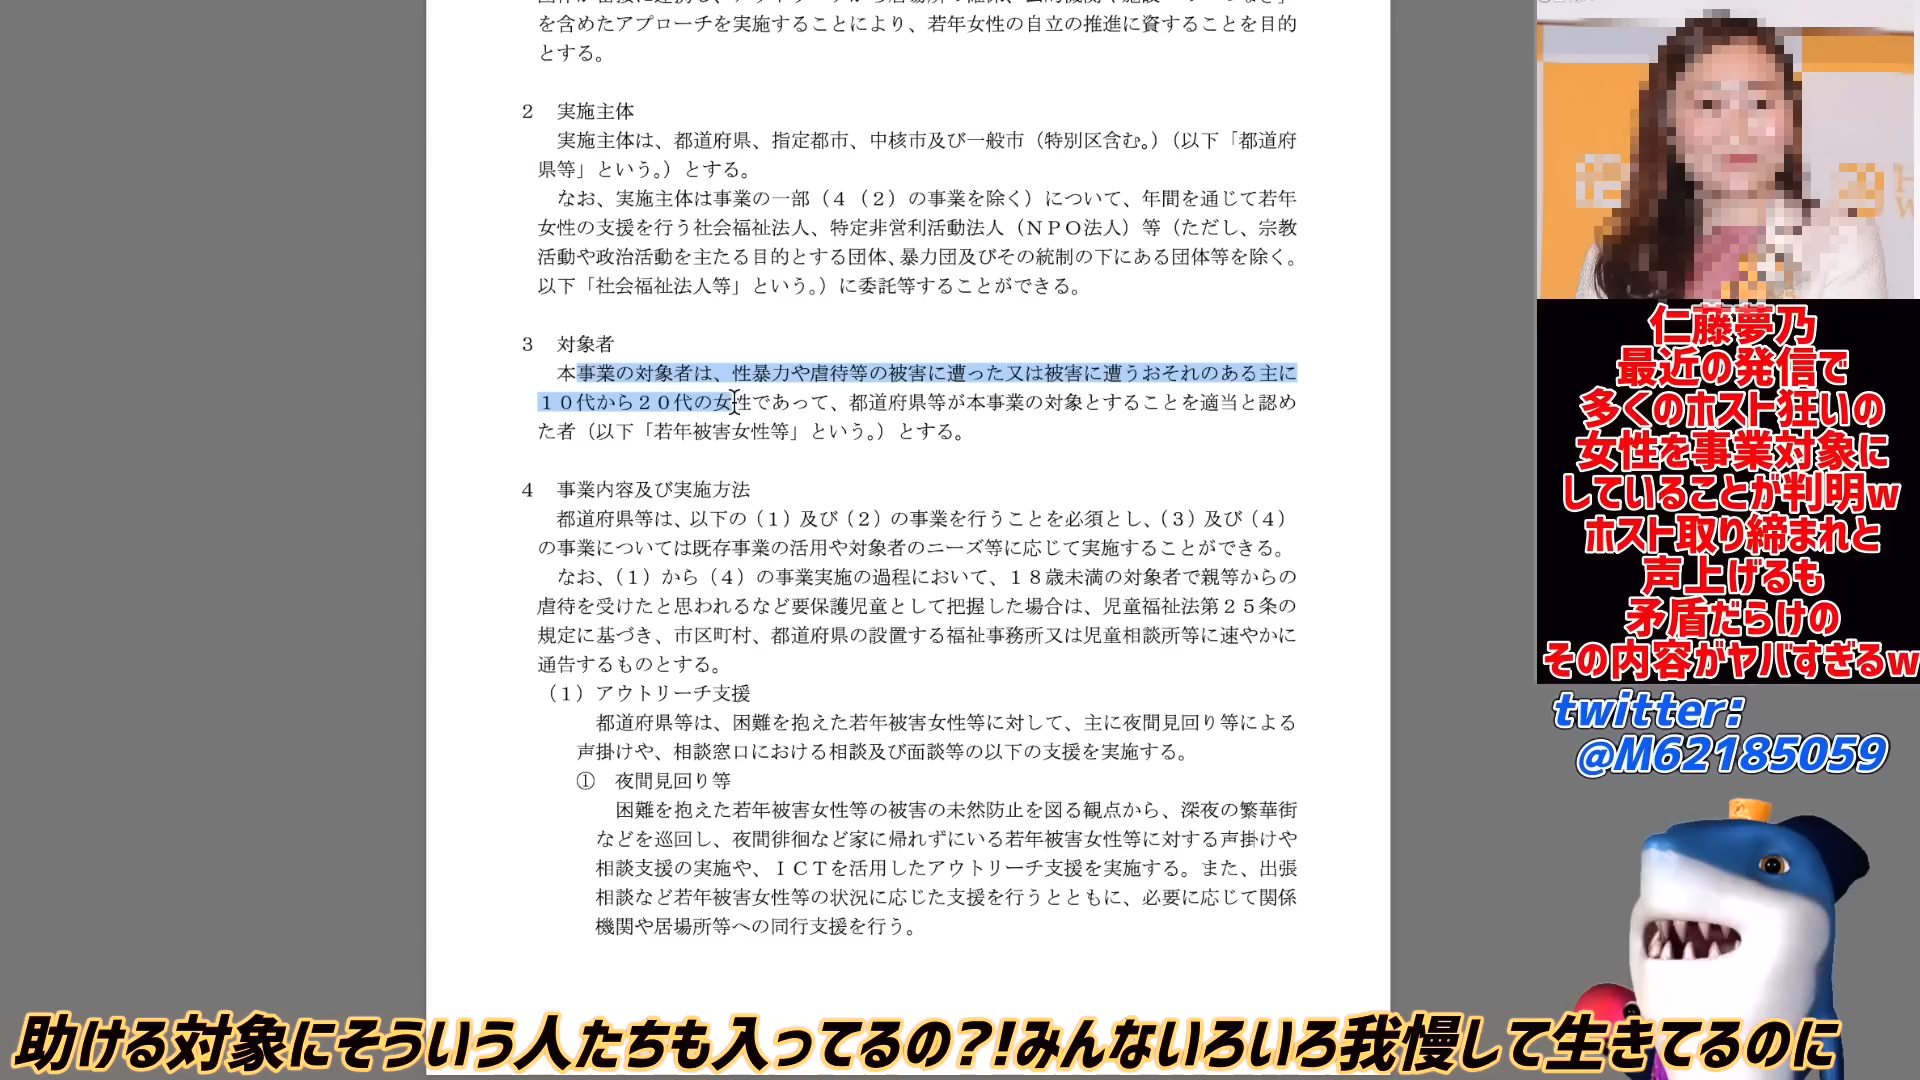 を含めたアプローチを実施することにより、若年女性の自立の推進に資することを目的
とする。
2 実施主体
実施主体は、都道府県、指定都市、中核市及び一般市（特別区含む。）（以下「都道府
県等」という。）とする。
なお、実施主体は事業の一部（４（２）の事業を除く）について、年間を通じて若年
女性の支援を行う社会福祉法人、特定非営利活動法人（ＮＰＯ法人）等（ただし、宗教
活動や政治活動を主たる目的とする団体、暴力団及びその統制の下にある団体等を除く。
以下「社会福祉法人等」という。）に委託等することができる。
3 対象者
本事業の対象者は、性暴力や虐待等の被害に遭った又は被害に遭うおそれのある主に
１０代から２０代の女性であって、都道府県等が本事業の対象とすることを適当と認め
た者（以下「若年被害女性等」という。）とする。
4 事業内容及び実施方法
都道府県等は、以下の（１）及び（２）の事業を行うことを必須とし、（３）及び（４）
の事業については既存事業の活用や対象者のニーズ等に応じて実施することができる。
なお、（１）から（４）の事業実施の過程において、１８歳未満の対象者で親等からの
虐待を受けたと思われるなど要保護児童として把握した場合は、児童福祉法第２５条の
規定に基づき、市区町村、都道府県の設置する福祉事務所又は児童相談所等に速やかに
通告するものとする。
（１）アウトリーチ支援
都道府県等は、困難を抱えた若年被害女性等に対して、主に夜間見回り等による
声掛けや、相談窓口における相談及び面談等の以下の支援を実施する。
① 夜間見回り等
困難を抱えた若年被害女性等の被害の未然防止を図る観点から、深夜の繁華街
などを巡回し、夜間徘徊など家に帰れずにいる若年被害女性等に対する声掛けや
相談支援の実施や、ＩＣＴを活用したアウトリーチ支援を実施する。また、出張
相談など若年被害女性等の状況に応じた支援を行うとともに、必要に応じて関係
機関や居場所等への同行支援を行う。
仁藤夢乃
最近の発信で
多くのホスト狂いの
女性を事業対象に
していることが判明w
ホスト取り締まれと
声上げるも
矛盾だらけの
その内容がヤバすぎるw
twitter:
@M62185059
助ける対象にそういう人たちも入ってるの?!みんないろいろ我慢して生きてるのに